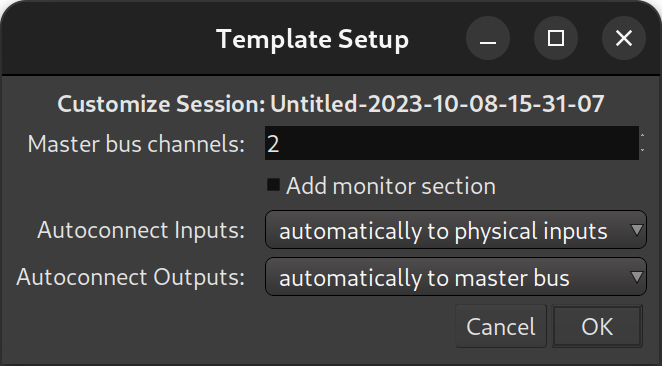 Template Setup
Customize Session: Untitled-2023-10-08-15-31-07
Master bus channels: 2
Add monitor section
Autoconnect Inputs: automatically to physical inputs
Autoconnect Outputs: automatically to master bus
Cancel OK